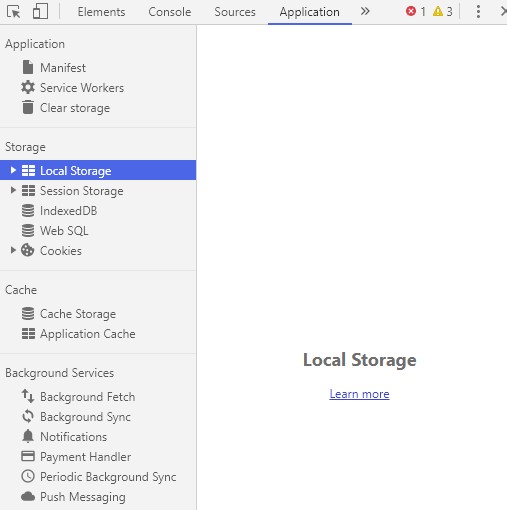 Elements Console Sources Application » 1 3
Application
Manifest
Service Workers
Clear storage
Storage
Local Storage
Session Storage
IndexedDB
Web SQL
Cookies
Cache
Cache Storage
Application Cache
Background Services
Background Fetch
Background Sync
Notifications
Payment Handler
Periodic Background Sync
Push Messaging
Local Storage
Learn more